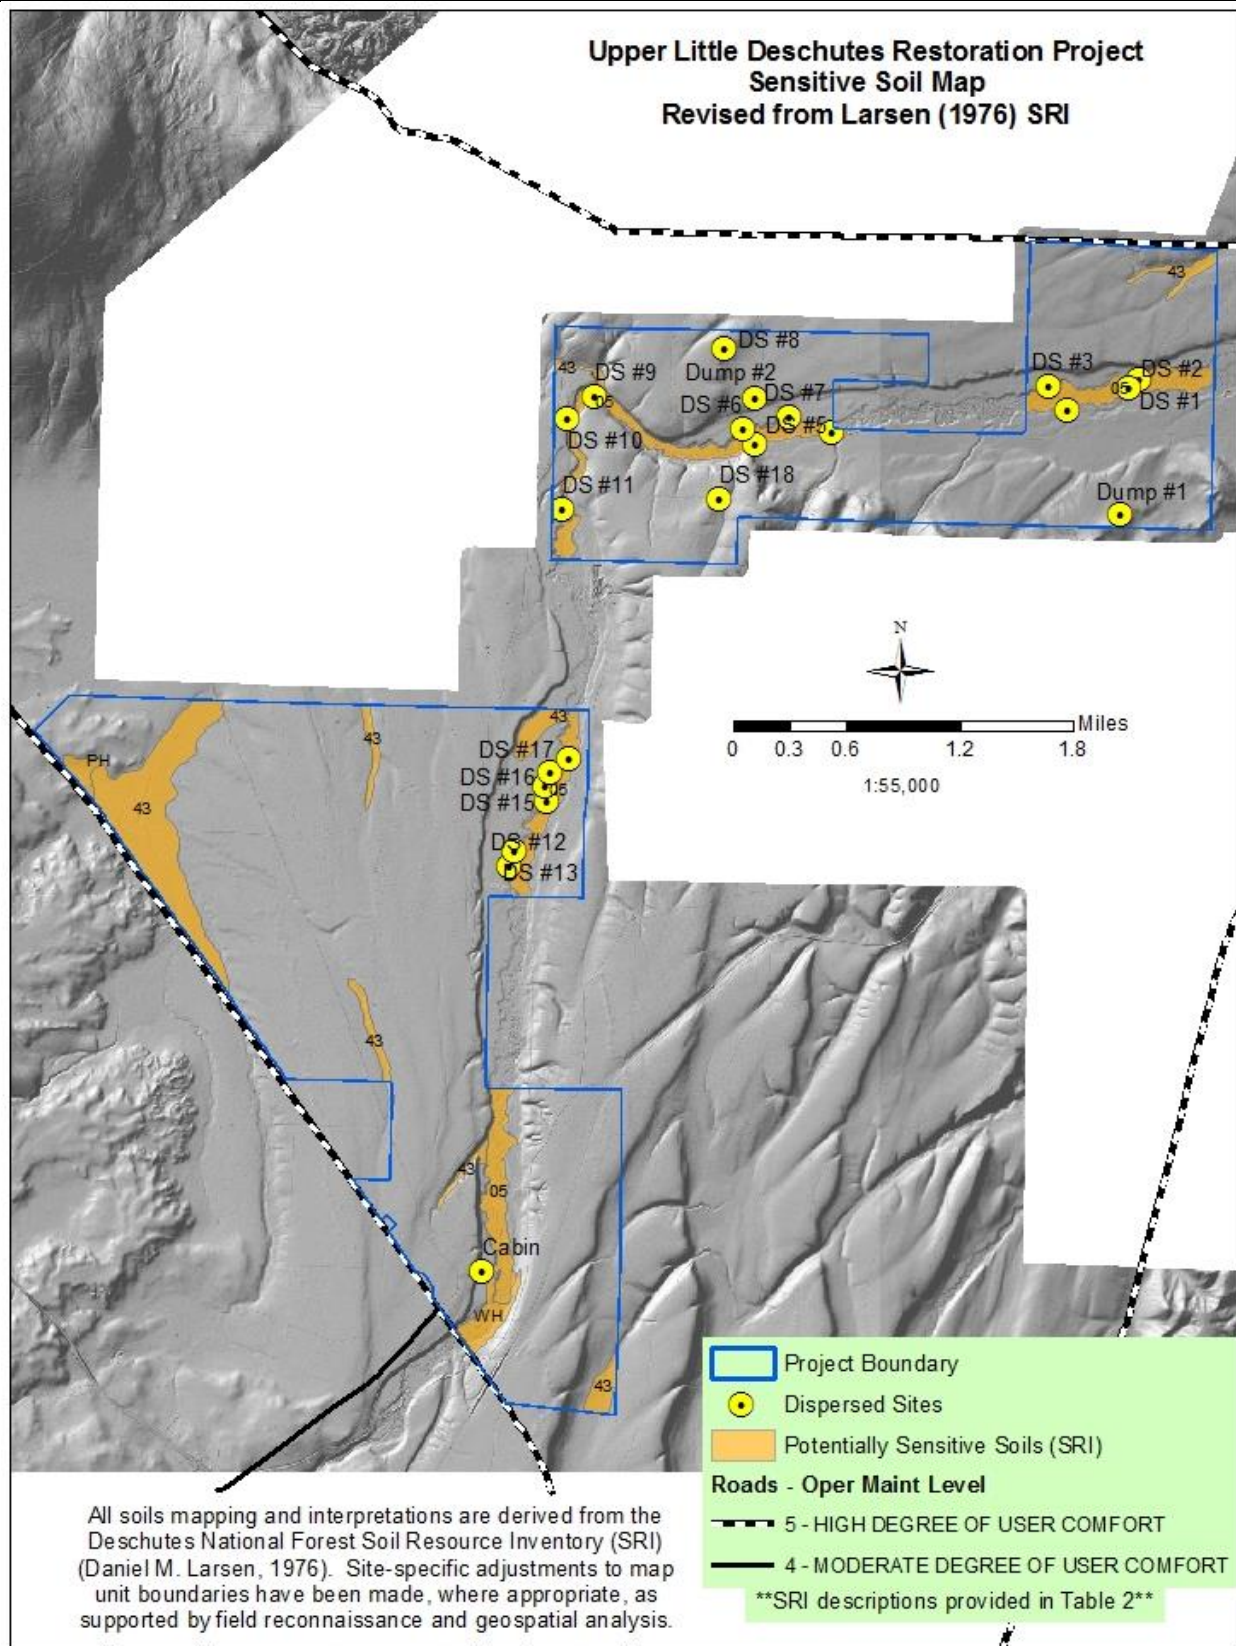 Upper Little Deschutes Restoration Project
Sensitive Soil Map
Revised from Larsen (1976) SRI
43
DS #8
DS #3
DS #2
43
DS #9
Dump #2
05
05
DS #7
DS #1
DS #6
DS #5
DS #10
DS #18
DS #11
Dump #1
N
Miles
0 0.3 0.6 1.2 1.8
1:55,000
43
43
DS #17
PH
DS #16
05
43
DS #15
DS #12
DS #13
43
43
05
Cabin
WH
43
Project Boundary
Dispersed Sites
Potentially Sensitive Soils (SRI)
Roads - Oper Maint Level
5 - HIGH DEGREE OF USER COMFORT
4 - MODERATE DEGREE OF USER COMFORT
**SRI descriptions provided in Table 2**
All soils mapping and interpretations are derived from the
Deschutes National Forest Soil Resource Inventory (SRI)
(Daniel M. Larsen, 1976). Site-specific adjustments to map
unit boundaries have been made, where appropriate, as
supported by field reconnaissance and geospatial analysis.